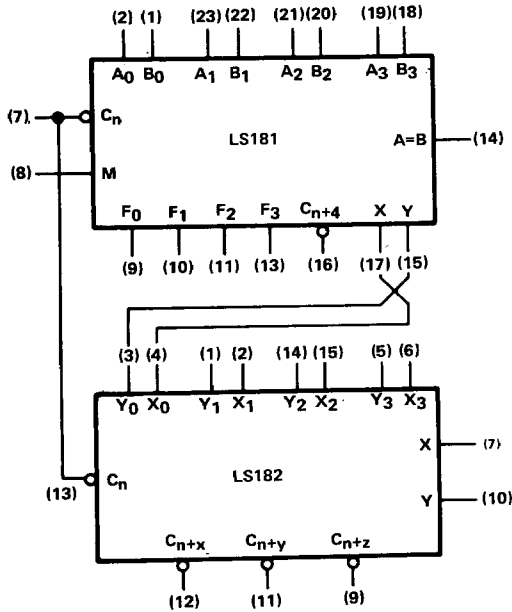 (2) (1) (23) (22) (21) (20) (19) (18)
A0 B0 A1 B1 A2 B2 A3 B3
(7) Cn
LS181 A=B (14)
(8) M
F0 F1 F2 F3 Cn+4 X Y
(9) (10) (11) (13) (16) (17) (15)
(3) (4) (1) (2) (14) (15) (5) (6)
Y0 X0 Y1 X1 Y2 X2 Y3 X3
X (7)
(13) Cn LS182
Y (10)
Cn+x Cn+y Cn+z
(12) (11) (9)